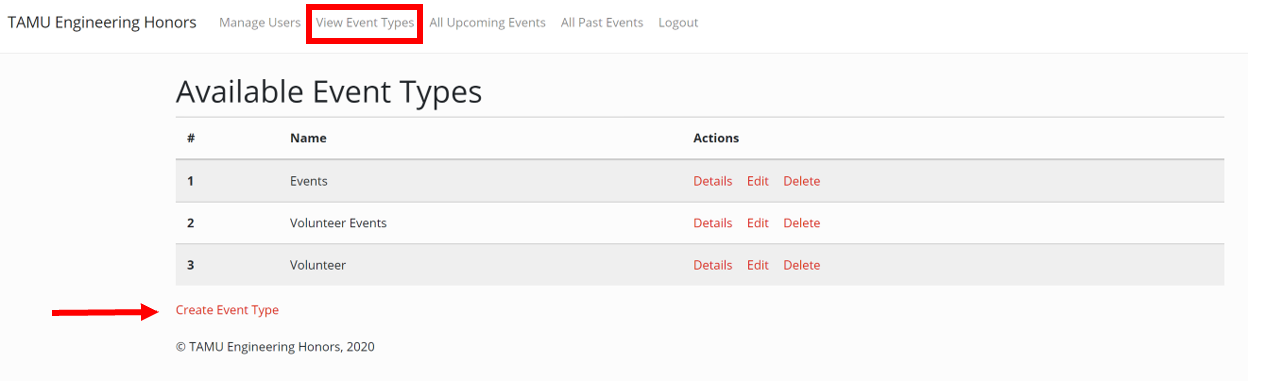 TAMU Engineering Honors Manage Users View Event Types All Upcoming Events All Past Events Logout
Available Event Types
# Name Actions
1 Events Details Edit Delete
2 Volunteer Events Details Edit Delete
3 Volunteer Details Edit Delete
Create Event Type
© TAMU Engineering Honors, 2020